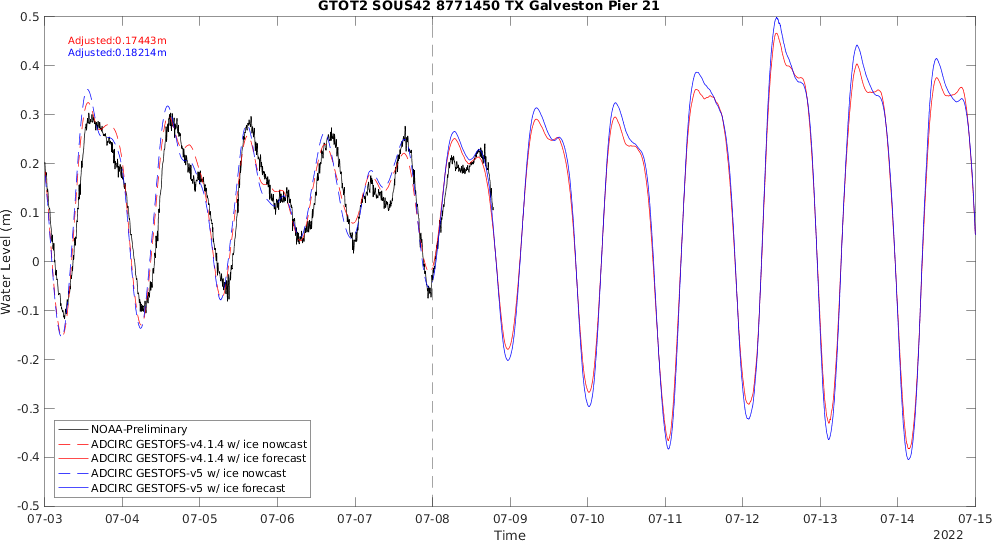 GTOT2 SOUS42 8771450 TX Galveston Pier 21
Adjusted:0.17443m
Adjusted:0.18214m
0.5
0.4
0.3
0.2
0.1
0
-0.1
-0.2
-0.3
-0.4
-0.5
Water Level (m)
NOAA-Preliminary
ADCIRC GESTOFS-v4.1.4 w/ ice nowcast
ADCIRC GESTOFS-v4.1.4 w/ ice forecast
ADCIRC GESTOFS-v5 w/ ice nowcast
ADCIRC GESTOFS-v5 w/ ice forecast
07-03 07-04 07-05 07-06 07-07 07-08 07-09 07-10 07-11 07-12 07-13 07-14 07-15
Time
2022